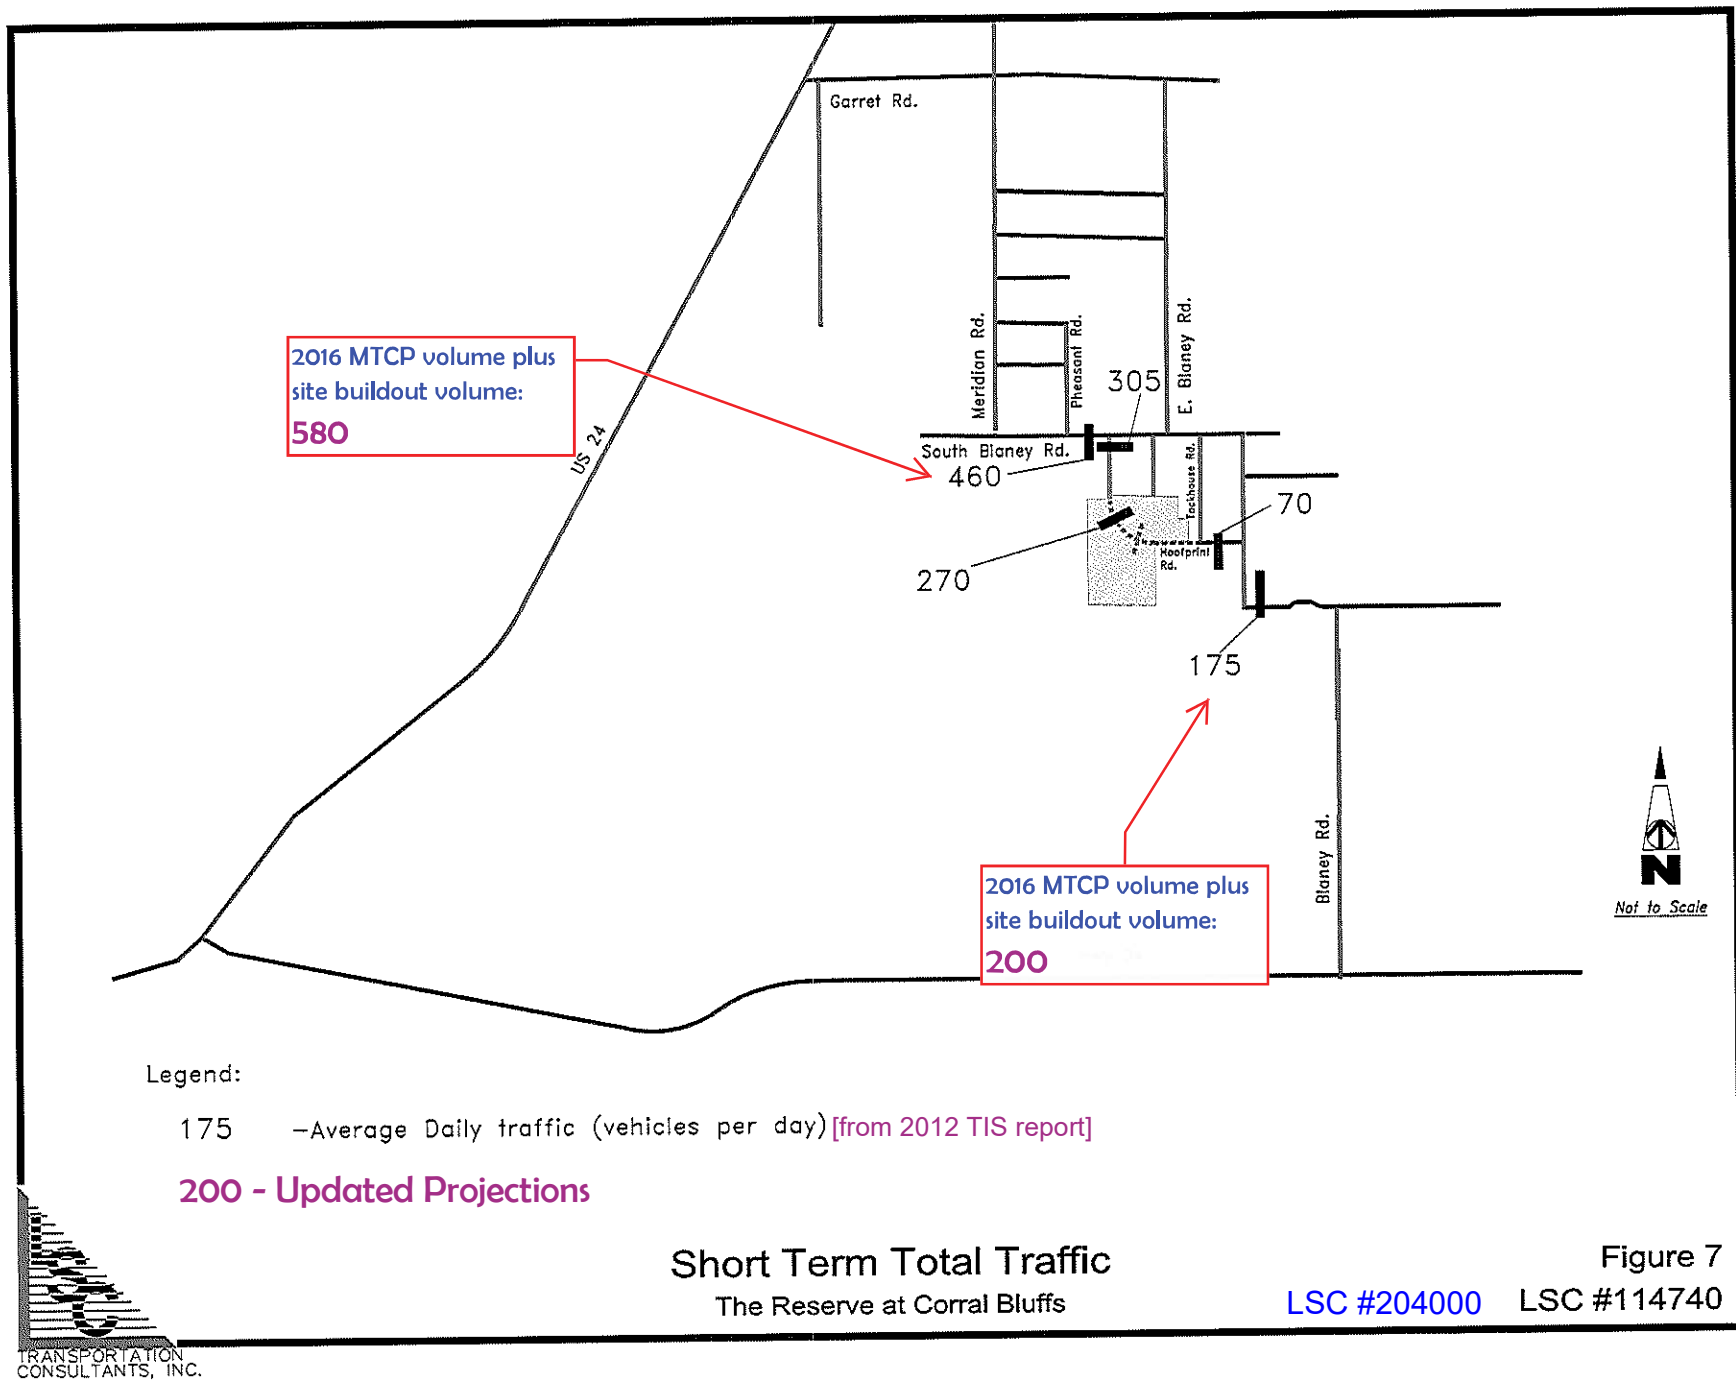 Garret Rd.
Meridian Rd.
Pheasant Rd.
E. Blaney Rd.
2016 MTCP volume plus
site buildout volume:
580
US 24
305
South Blaney Rd.
460
Tackhouse Rd.
70
Hoofprint
Rd.
270
175
Blaney Rd.
2016 MTCP volume plus
site buildout volume:
200
N
Not to Scale
Legend:
175 -Average Daily traffic (vehicles per day) [from 2012 TIS report]
200 - Updated Projections
LSC
TRANSPORTATION
CONSULTANTS, INC.
Short Term Total Traffic
The Reserve at Corral Bluffs
Figure 7
LSC #204000 LSC #114740